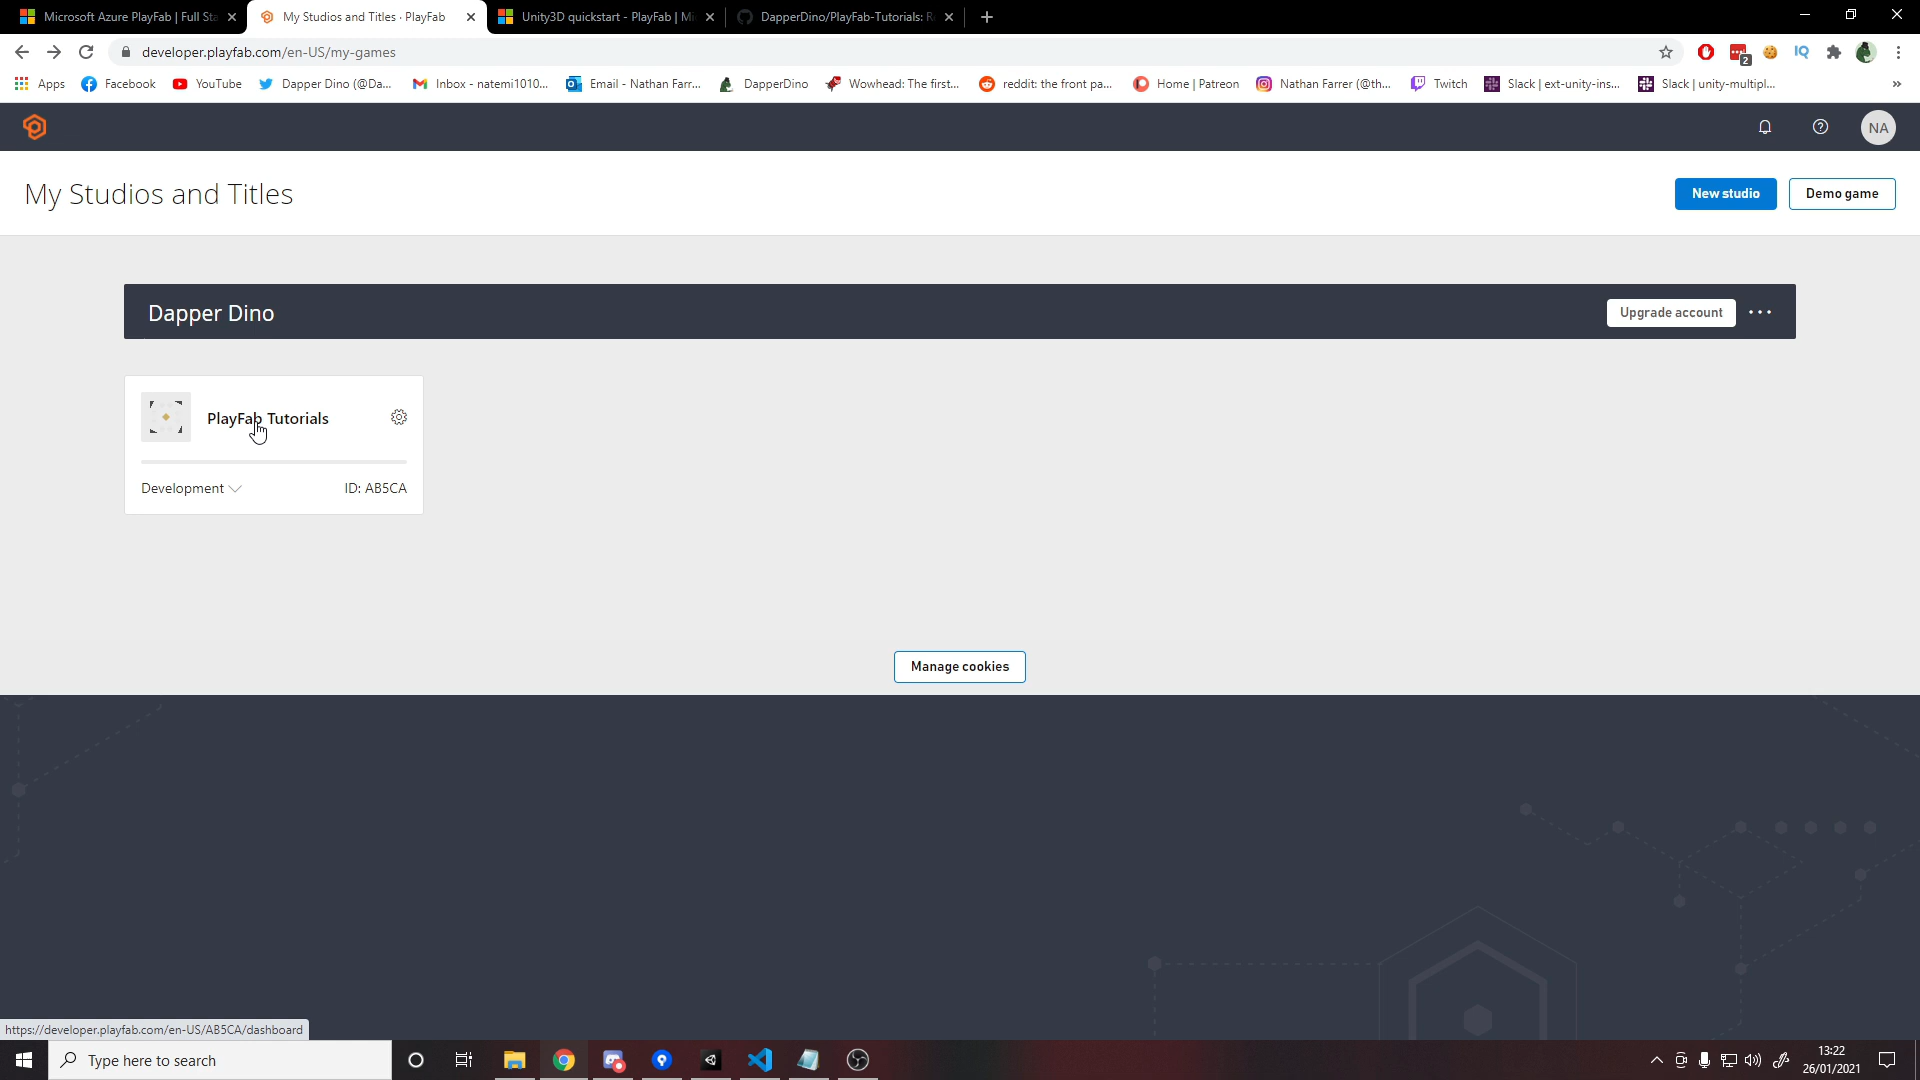 Microsoft Azure PlayFab | Full Sta
My Studios and Titles · PlayFab
Unity3D quickstart - PlayFab | Mi
DapperDino/PlayFab-Tutorials: R
developer.playfab.com/en-US/my-games
2
Apps
Facebook
YouTube
Dapper Dino (@Da...
Inbox - natemi1010...
Email - Nathan Farr...
DapperDino
Wowhead: The first...
reddit: the front pa...
Home | Patreon
Nathan Farrer (@th...
Twitch
Slack | ext-unity-ins...
Slack | unity-multipl...
NA
My Studios and Titles
New studio
Demo game
Dapper Dino
Upgrade account
PlayFab Tutorials
Development
ID: AB5CA
Manage cookies
https://developer.playfab.com/en-US/AB5CA/dashboard
Type here to search
13:22
26/01/2021